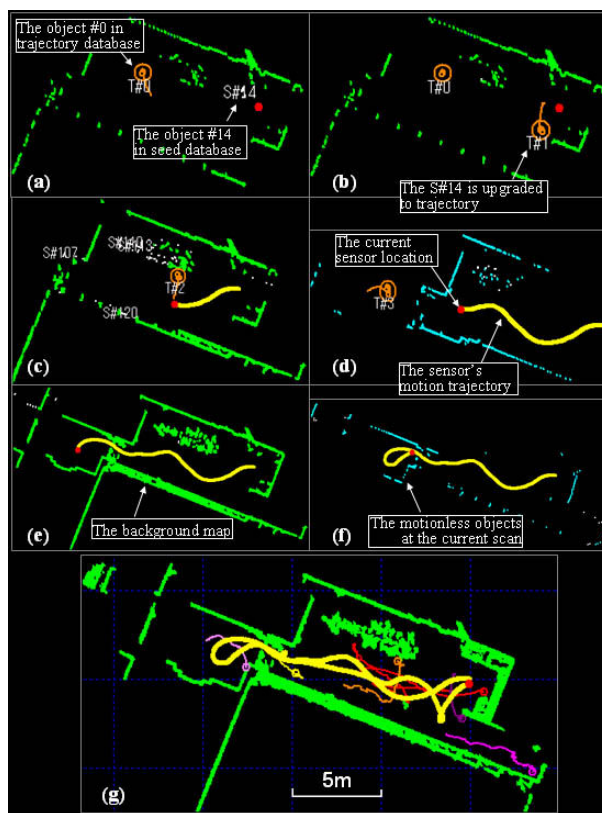 The object #0 in
trajectory database
T#0
S#14
The object #14
in seed database
(a)
T#0
T#1
The S#14 is upgraded
to trajectory
(b)
S#107
S#120
T#2
(c)
The current
sensor location
T#3
The sensor's
motion trajectory
(d)
The background map
(e)
The motionless objects
at the current scan
(f)
5m
(g)